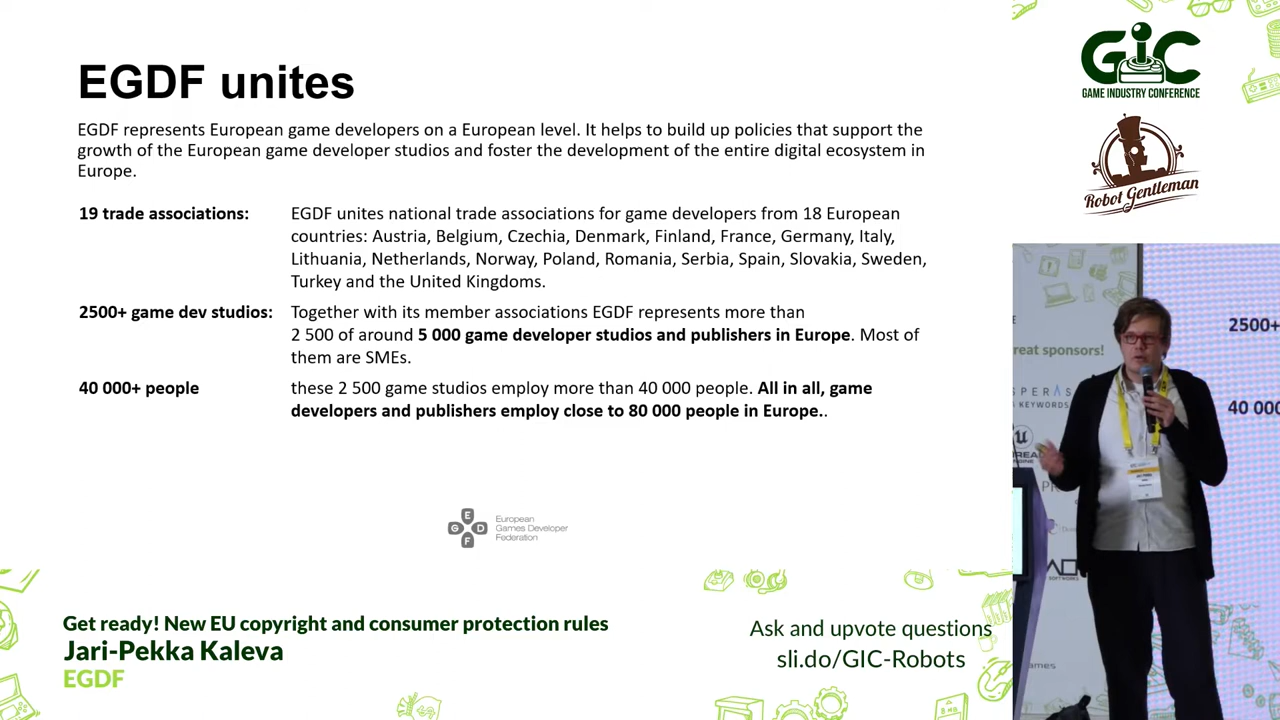 EGDF unites
EGDF represents European game developers on a European level. It helps to build up policies that support the
growth of the European game developer studios and foster the development of the entire digital ecosystem in
Europe.
19 trade associations:
EGDF unites national trade associations for game developers from 18 European
countries: Austria, Belgium, Czechia, Denmark, Finland, France, Germany, Italy,
Lithuania, Netherlands, Norway, Poland, Romania, Serbia, Spain, Slovakia, Sweden,
Turkey and the United Kingdoms.
2500+ game dev studios:
Together with its member associations EGDF represents more than
2 500 of around 5 000 game developer studios and publishers in Europe. Most of
them are SMEs.
40 000+ people
these 2 500 game studios employ more than 40 000 people. All in all, game
developers and publishers employ close to 80 000 people in Europe..
E
G D
F
European
Games Developer
Federation
Get ready! New EU copyright and consumer protection rules
Jari-Pekka Kaleva
EGDF
Ask and upvote questions
sli.do/GIC-Robots
GIC
GAME INDUSTRY CONFERENCE
Robot Gentleman
reat sponsors!
KEYWORDS
2500+
40 000